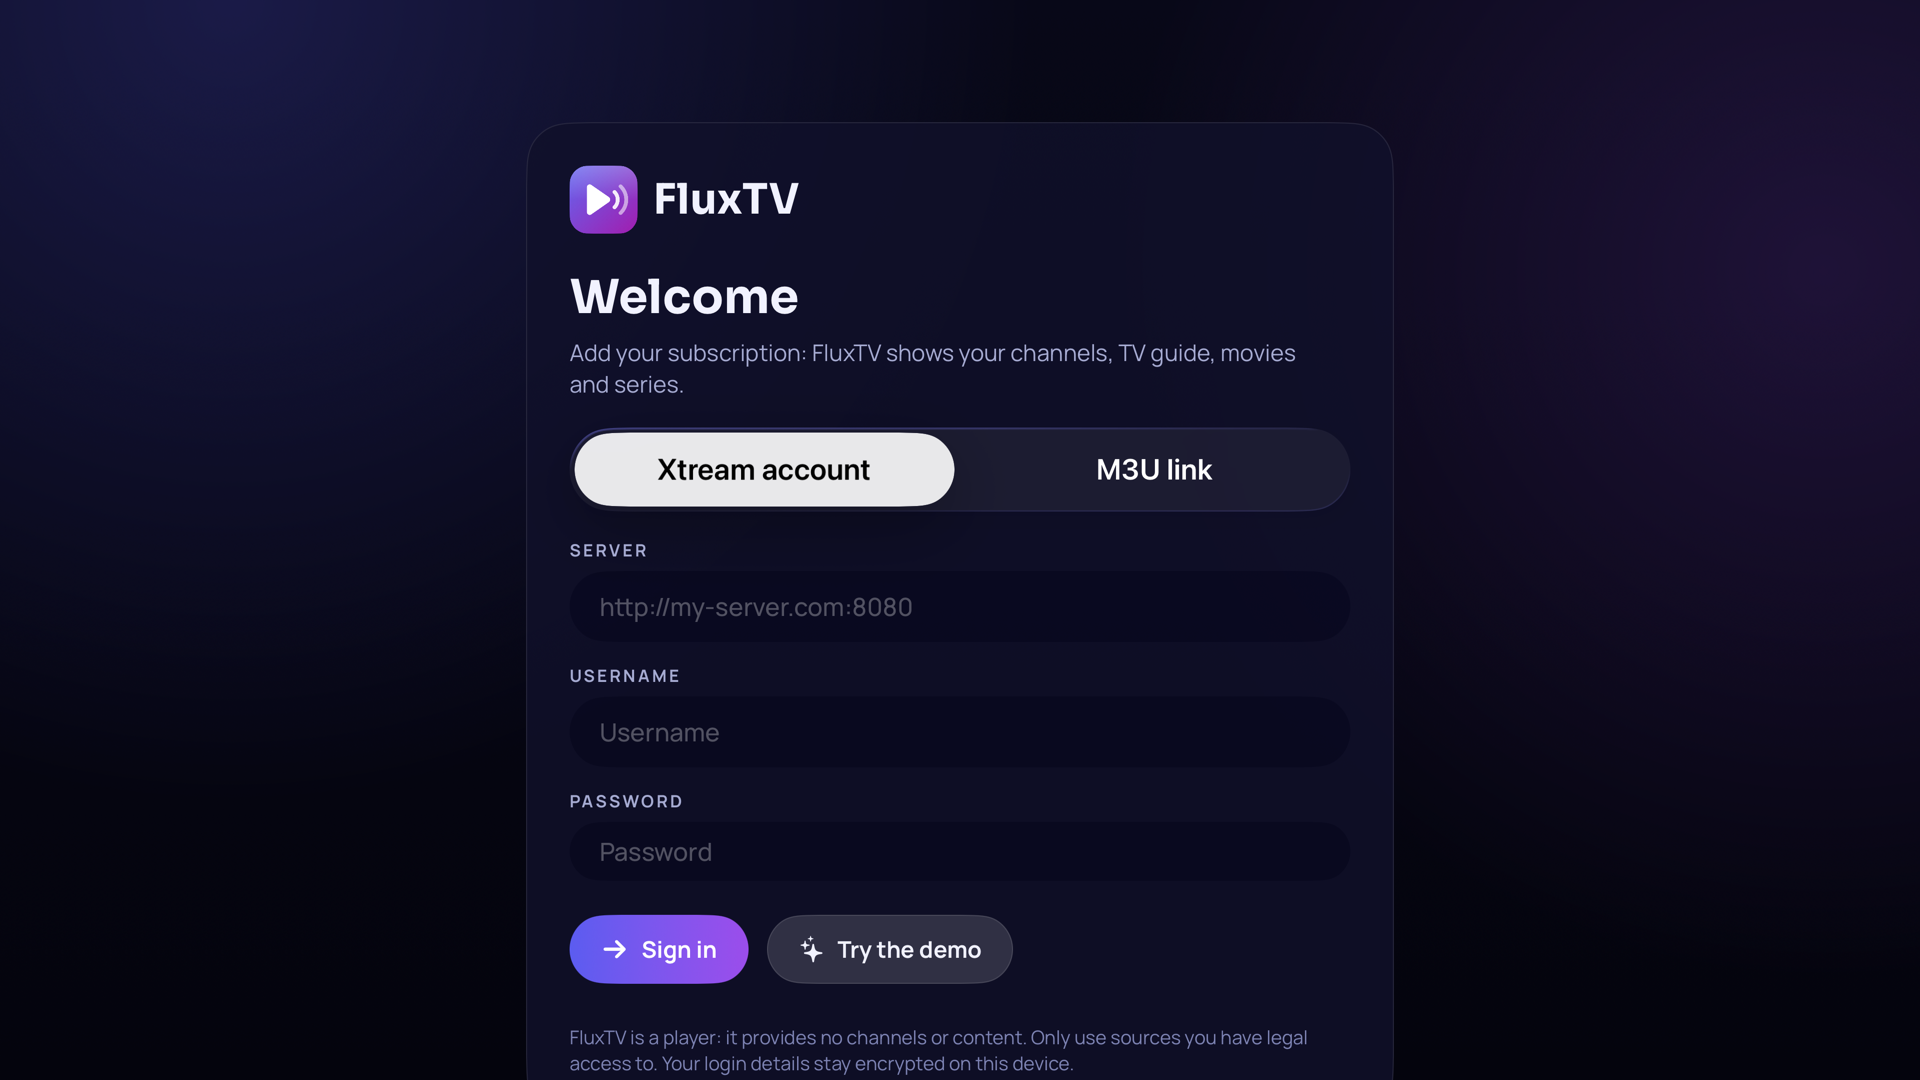 FluxTV
Welcome
Add your subscription: FluxTV shows your channels, TV guide, movies
and series.
Xtream account
M3U link
SERVER
http://my-server.com:8080
USERNAME
Username
PASSWORD
Password
Sign in
Try the demo
FluxTV is a player: it provides no channels or content. Only use sources you have legal
access to. Your login details stay encrypted on this device.